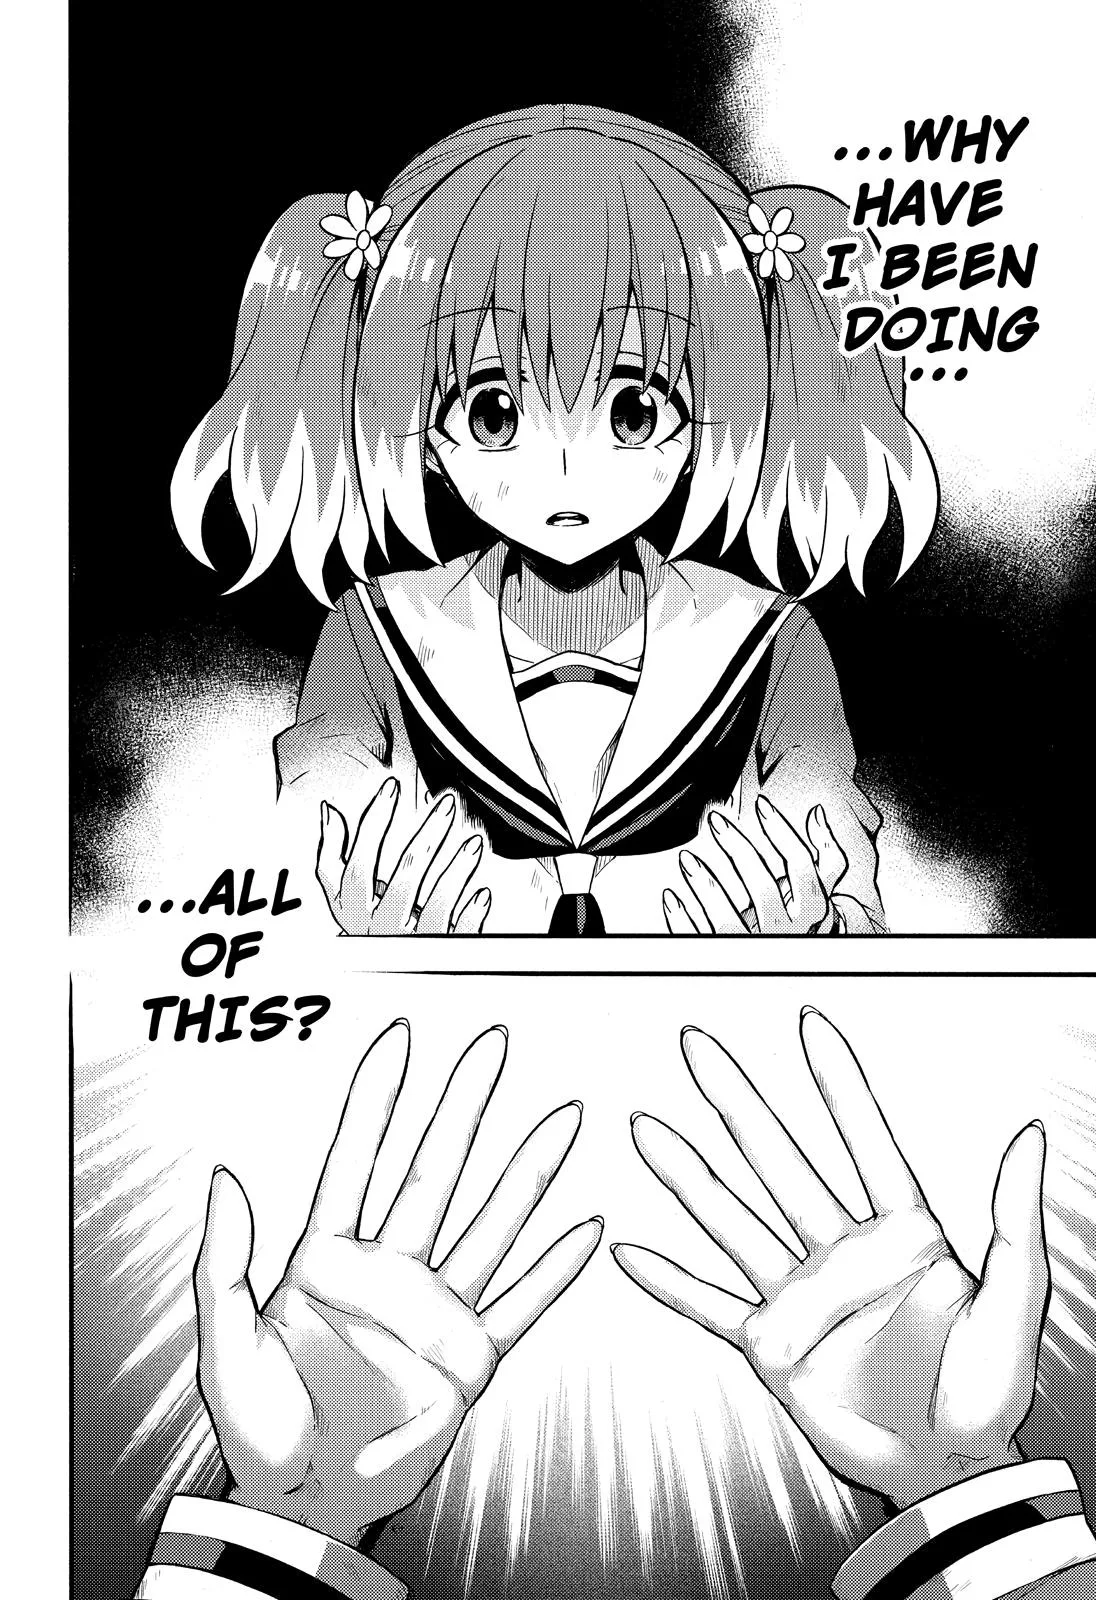 ...WHY
HAVE
I BEEN
DOING
...
...ALL
OF
THIS?